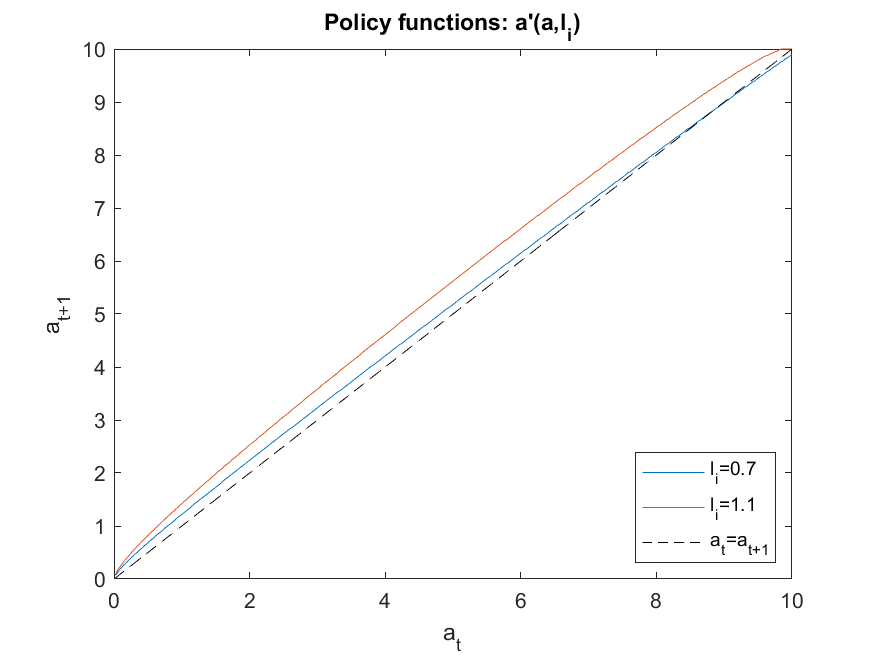 Policy functions: a'(a,l_i)
10
9
8
7
6
5
4
3
2
1
0
a_{t+1}
0 2 4 6 8 10
a_t
l_i=0.7
l_i=1.1
a_t=a_{t+1}